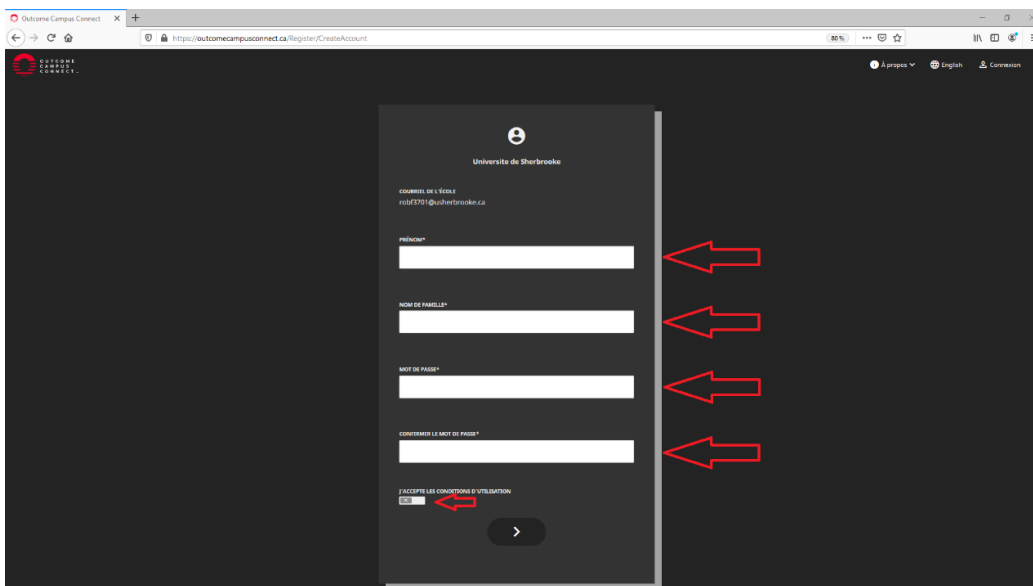 Outcome Campus Connect
https://outcomecampusconnect.ca/Register/CreateAccount
80%
OUTCOME
CAMPUS
CONNECT.
À propos
English
Connexion
Universite de Sherbrooke
COURRIEL DE L'ÉCOLE
robf3701@usherbrooke.ca
PRÉNOM*
NOM DE FAMILLE*
MOT DE PASSE*
CONFIRMER LE MOT DE PASSE*
J'ACCEPTE LES CONDITIONS D'UTILISATION